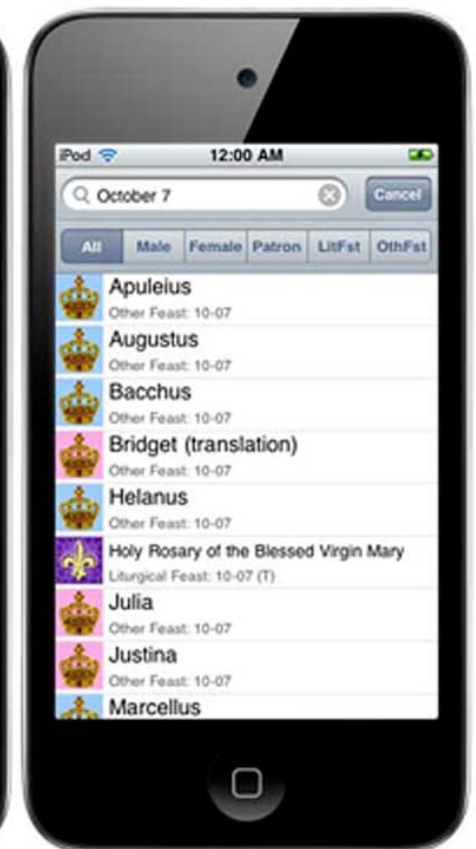 iPod 12:00 AM
October 7 Cancel
All Male Female Patron LitFst OthFst
Apuleius
Other Feast: 10-07
Augustus
Other Feast: 10-07
Bacchus
Other Feast: 10-07
Bridget (translation)
Other Feast: 10-07
Helanus
Other Feast: 10-07
Holy Rosary of the Blessed Virgin Mary
Liturgical Feast: 10-07 (T)
Julia
Other Feast: 10-07
Justina
Other Feast: 10-07
Marcellus